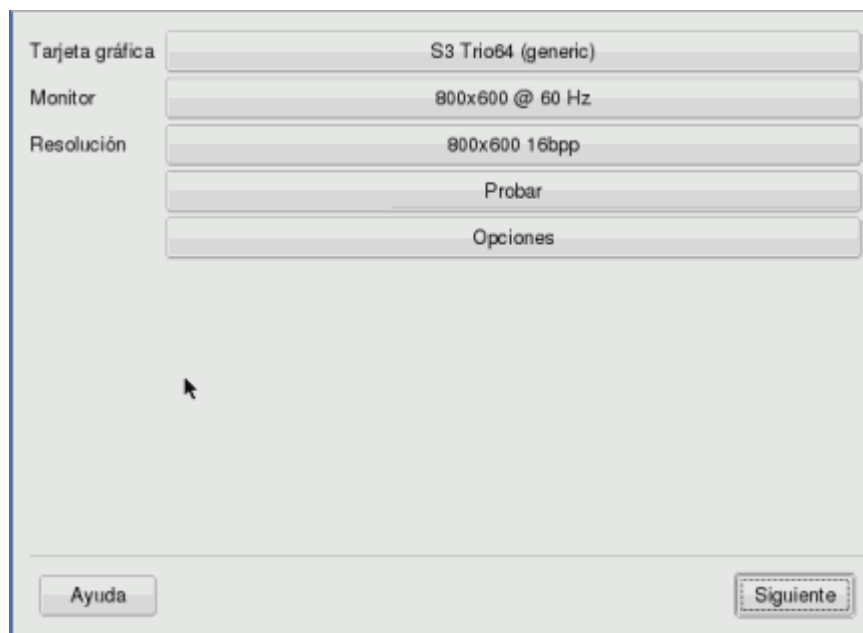 Tarjeta gráfica S3 Trio64 (generic)
Monitor 800x600 @ 60 Hz
Resolución 800x600 16bpp
Probar
Opciones
Ayuda Siguiente